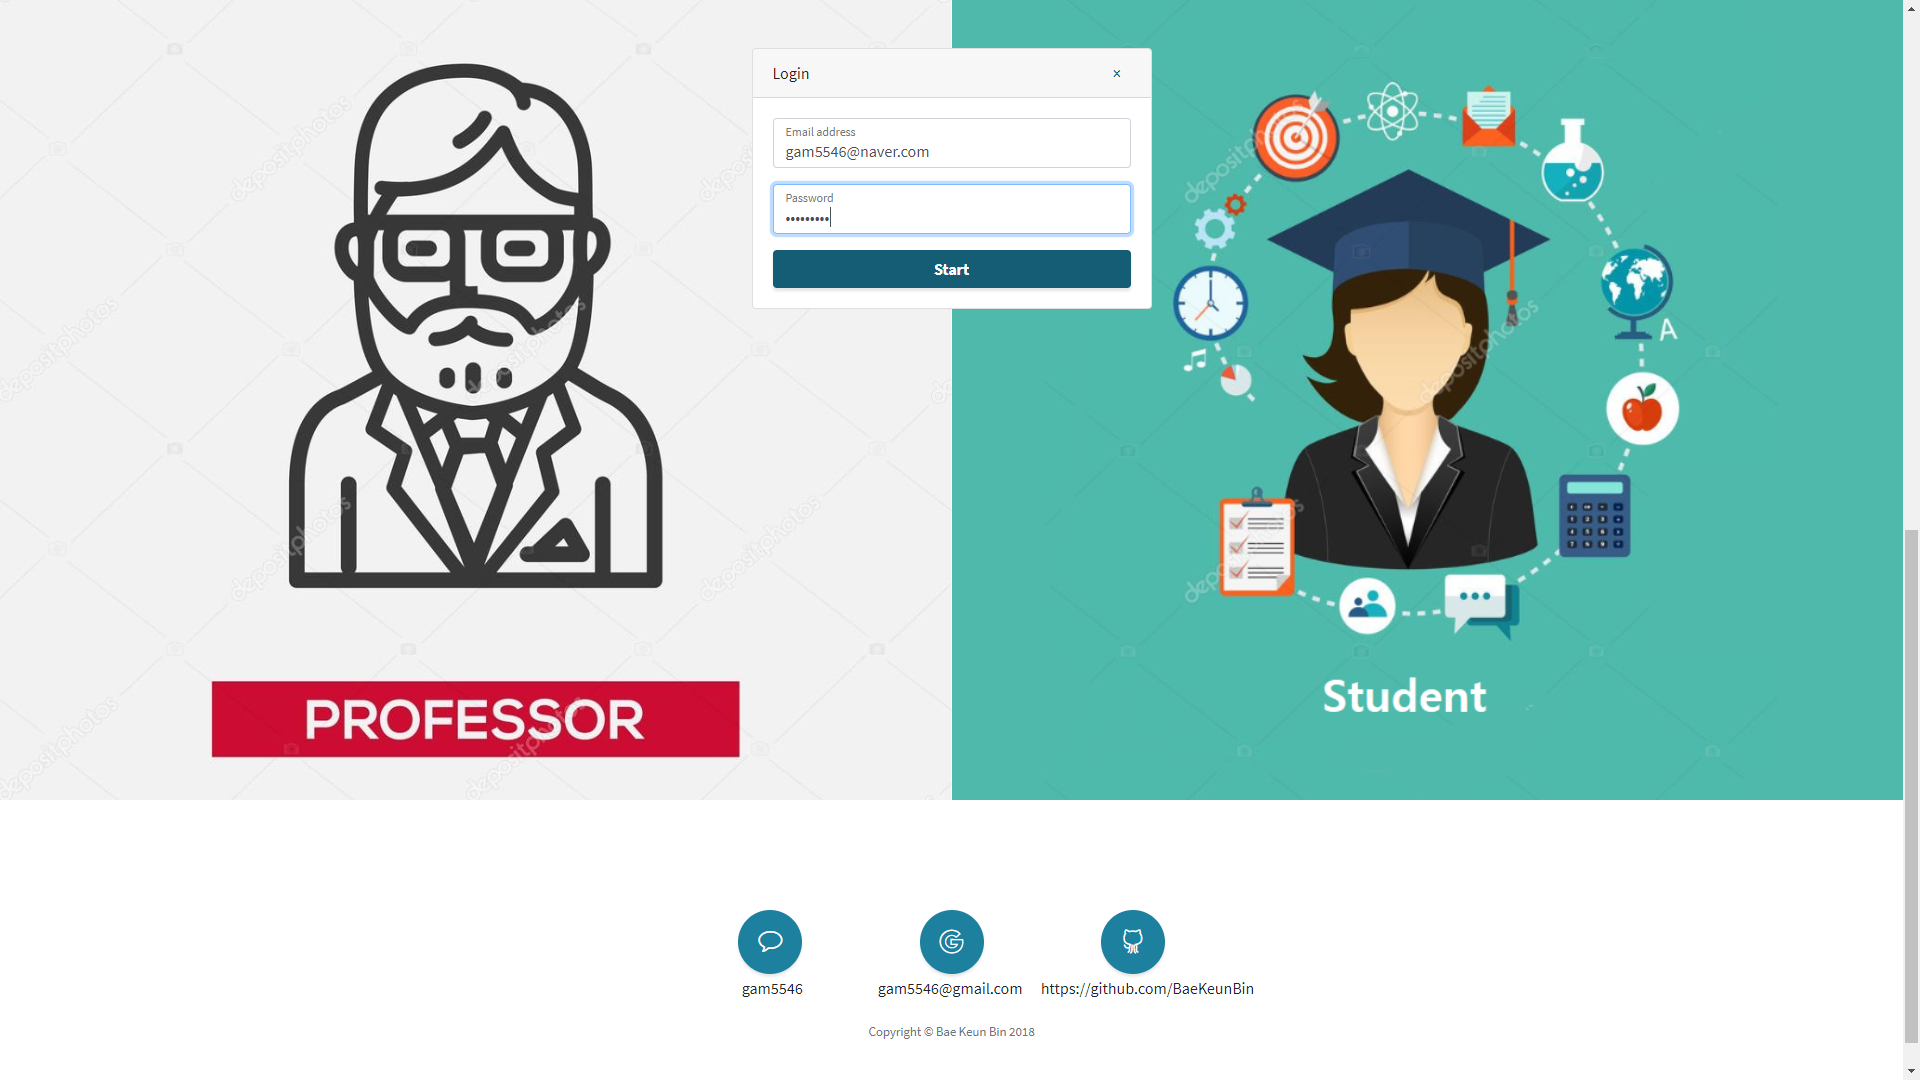 Login
×
Email address
gam5546@naver.com
Password
•••••••••
Start
PROFESSOR
A
Student
depositphotos
gam5546
gam5546@gmail.com
https://github.com/BaeKeunBin
Copyright © Bae Keun Bin 2018